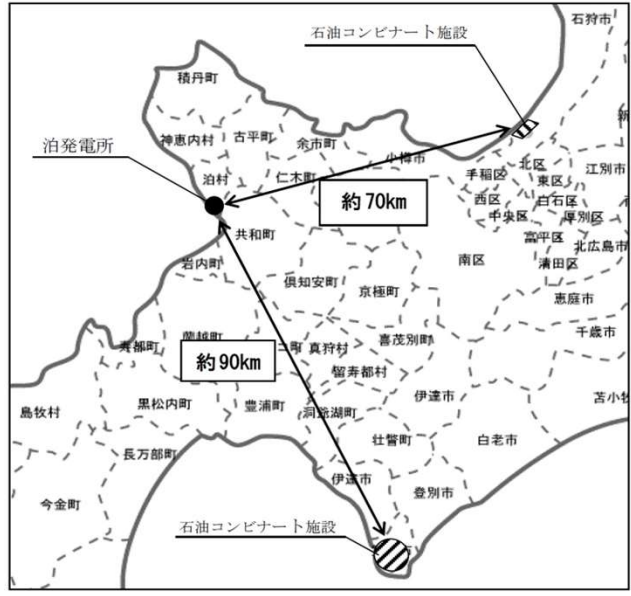 石狩市
石油コンビナート施設
積丹町
神恵内村
古平町
余市町
小樽市
泊発電所
泊村
仁木町
手稲区
北区
東区
江別市
約70km
西区
白石区
中央区
厚別区
共和町
富平区
北広島市
岩内町
南区
清田区
倶知安町
京極町
恵庭市
千歳市
寿都町
蘭越町
真狩村
喜茂別町
約90km
留寿都村
島牧村
黒松内町
豊浦町
洞爺湖町
伊達市
苫小牧
壮瞥町
白老市
長万部町
今金町
伊達市
登別市
石油コンビナート施設